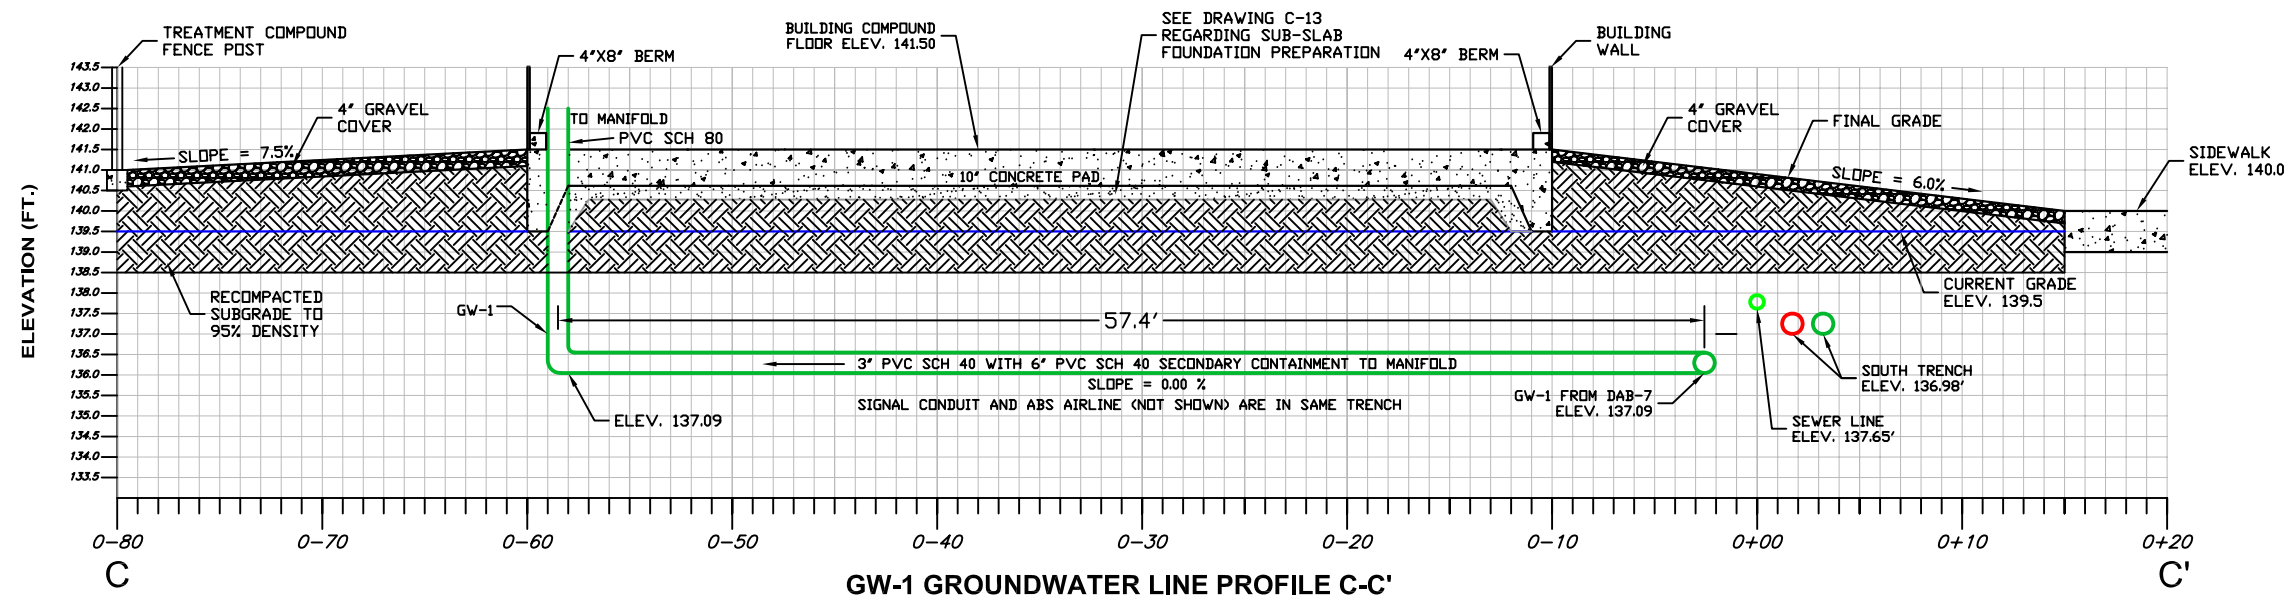 TREATMENT COMPOUND
FENCE POST
4"X8" BERM
BUILDING COMPOUND
FLOOR ELEV. 141.50
SEE DRAWING C-13
REGARDING SUB-SLAB
FOUNDATION PREPARATION
4"X8" BERM
BUILDING
WALL
4" GRAVEL
COVER
TO MANIFOLD
PVC SCH 80
4" GRAVEL
COVER
FINAL GRADE
SLOPE = 7.5%
10" CONCRETE PAD
SLOPE = 6.0%
SIDEWALK
ELEV. 140.0
ELEVATION (FT.)
143.5
143.0
142.5
142.0
141.5
141.0
140.5
140.0
139.5
139.0
138.5
138.0
137.5
137.0
136.5
136.0
135.5
135.0
134.5
134.0
133.5
RECOMPACTED
SUBGRADE TO
95% DENSITY
GW-1
57.4'
CURRENT GRADE
ELEV. 139.5
3" PVC SCH 40 WITH 6" PVC SCH 40 SECONDARY CONTAINMENT TO MANIFOLD
SLOPE = 0.00 %
SIGNAL CONDUIT AND ABS AIRLINE (NOT SHOWN) ARE IN SAME TRENCH
ELEV. 137.09
GW-1 FROM DAB-7
ELEV. 137.09
SOUTH TRENCH
ELEV. 136.98'
SEWER LINE
ELEV. 137.65'
0-80
0-70
0-60
0-50
0-40
0-30
0-20
0-10
0+00
0+10
0+20
C
GW-1 GROUNDWATER LINE PROFILE C-C'
C'